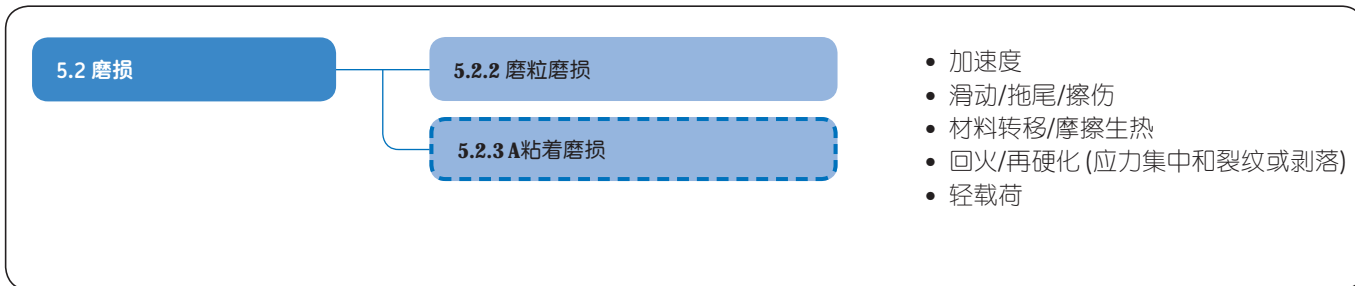 5.2 磨损
5.2.2 磨粒磨损
5.2.3 A粘着磨损
• 加速度
• 滑动/拖尾/擦伤
• 材料转移/摩擦生热
• 回火/再硬化 (应力集中和裂纹或剥落)
• 轻载荷